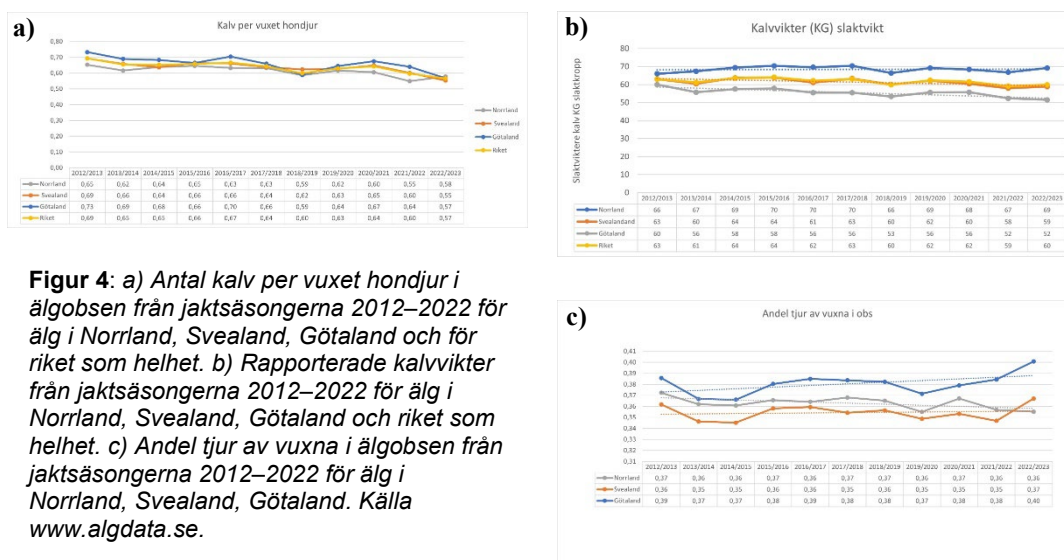 a)
Kalv per vuxet hondjur
0,80
0,70
0,60
0,50
0,40
0,30
0,20
0,10
0,00
Norrland
Svealand
Götaland
Riket
2012/2013 2013/2014 2014/2015 2015/2016 2016/2017 2017/2018 2018/2019 2019/2020 2020/2021 2021/2022 2022/2023
Norrland 0,65 0,62 0,64 0,65 0,63 0,63 0,59 0,62 0,60 0,55 0,58
Svealand 0,69 0,66 0,64 0,66 0,66 0,64 0,62 0,63 0,65 0,60 0,55
Götaland 0,73 0,69 0,68 0,66 0,70 0,66 0,59 0,64 0,67 0,64 0,57
Riket 0,69 0,65 0,65 0,66 0,67 0,64 0,60 0,63 0,64 0,60 0,57
Figur 4: a) Antal kalv per vuxet hondjur i
älgobsen från jaktsäsongerna 2012–2022 för
älg i Norrland, Svealand, Götaland och för
riket som helhet. b) Rapporterade kalvvikter
från jaktsäsongerna 2012–2022 för älg i
Norrland, Svealand, Götaland och riket som
helhet. c) Andel tjur av vuxna i älgobsen från
jaktsäsongerna 2012–2022 för älg i
Norrland, Svealand, Götaland. Källa
www.algdata.se.
b)
Kalvvikter (KG) slaktvikt
Slaktviktere kalv KG slaktkropp
80
70
60
50
40
30
20
10
0
2012/2013 2013/2014 2014/2015 2015/2016 2016/2017 2017/2018 2018/2019 2019/2020 2020/2021 2021/2022 2022/2023
Norrland 66 67 69 70 70 70 66 69 68 67 69
Svealandand 63 60 64 64 61 63 60 62 60 58 59
Götaland 60 56 58 58 56 56 53 56 56 52 52
Riket 63 61 64 64 62 63 60 62 62 59 60
c)
Andel tjur av vuxna i obs
0,41
0,40
0,39
0,38
0,37
0,36
0,35
0,34
0,33
0,32
0,31
2012/2013 2013/2014 2014/2015 2015/2016 2016/2017 2017/2018 2018/2019 2019/2020 2020/2021 2021/2022 2022/2023
Norrland 0,37 0,36 0,36 0,37 0,36 0,37 0,37 0,36 0,37 0,36 0,36
Svealand 0,36 0,35 0,35 0,36 0,36 0,35 0,36 0,35 0,35 0,35 0,37
Götaland 0,39 0,37 0,37 0,38 0,39 0,38 0,38 0,37 0,38 0,38 0,40